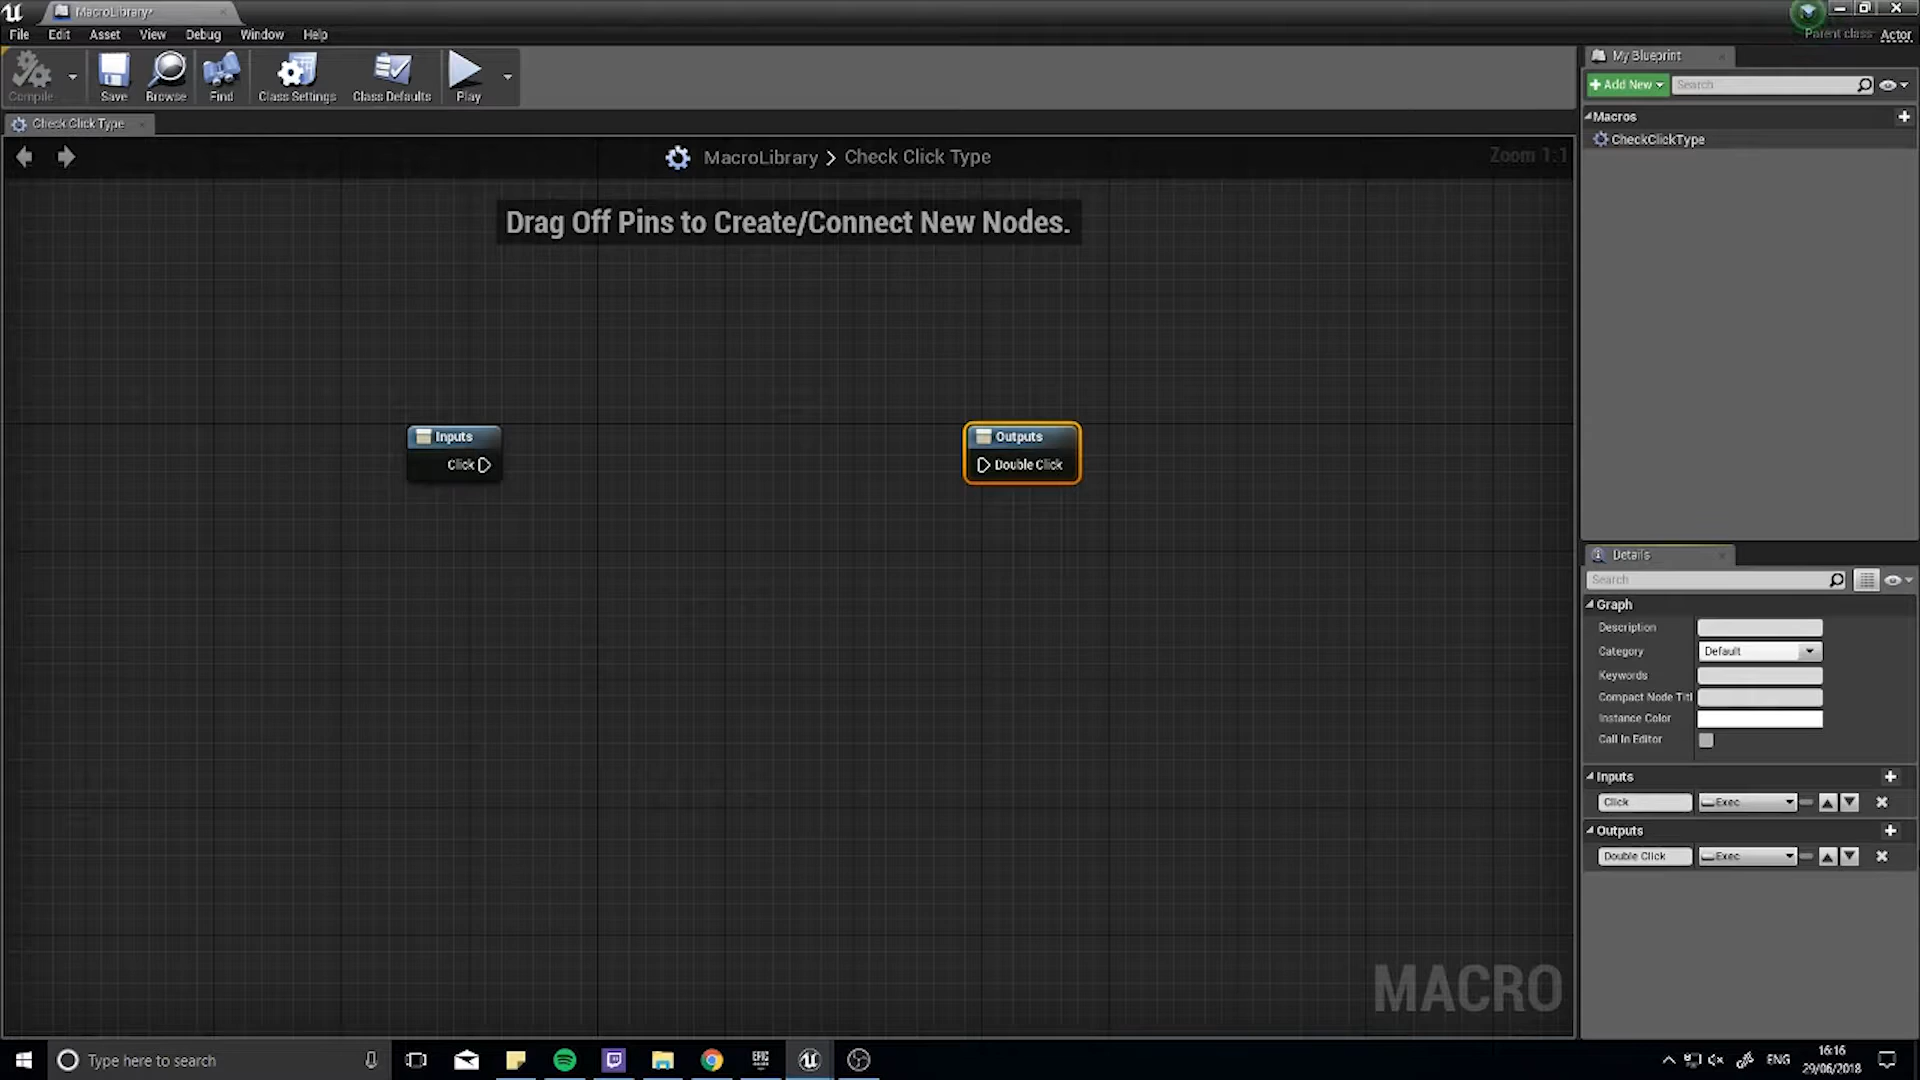 MacroLibrary*
File Edit Asset View Debug Window Help
Parent class: Actor
Compile Save Browse Find Class Settings Class Defaults Play
My Blueprint
Add New Search
Macros
CheckClickType
Check Click Type
MacroLibrary > Check Click Type
Zoom 1:1
Drag Off Pins to Create/Connect New Nodes.
Inputs
Click
Outputs
Double Click
MACRO
Details
Search
Graph
Description
Category Default
Keywords
Compact Node Titl
Instance Color
Call In Editor
Inputs
Click Exec
Outputs
Double Click Exec
Type here to search
EPIC
ENG
16:16
29/06/2018